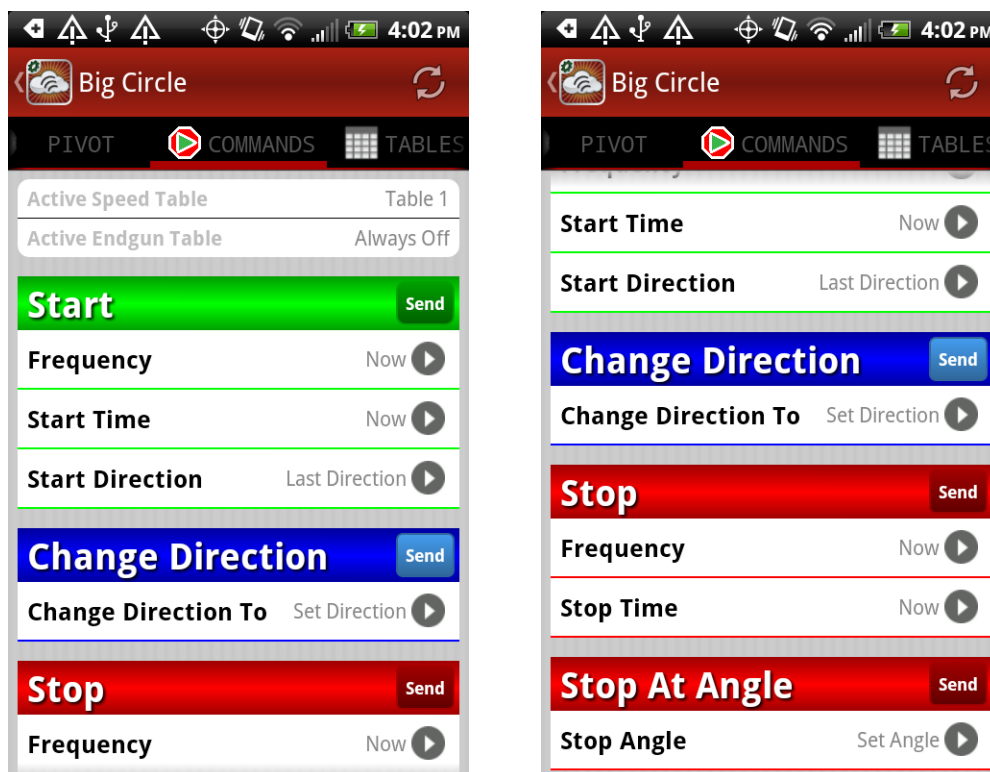 4:02 PM
Big Circle
PIVOT COMMANDS TABLES
Active Speed Table Table 1
Active Endgun Table Always Off
Start Send
Frequency Now
Start Time Now
Start Direction Last Direction
Change Direction Send
Change Direction To Set Direction
Stop Send
Frequency Now
4:02 PM
Big Circle
PIVOT COMMANDS TABLES
Frequency
Start Time Now
Start Direction Last Direction
Change Direction Send
Change Direction To Set Direction
Stop Send
Frequency Now
Stop Time Now
Stop At Angle Send
Stop Angle Set Angle